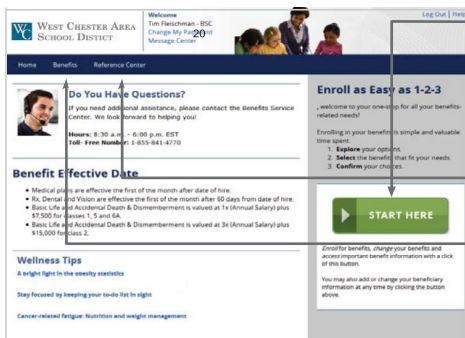 WEST CHESTER AREA
SCHOOL DISTICT
Welcome
Tim Fleischman - BSC
Change My Password
20
Message Center
Log Out | Help
Home Benefits Reference Center
Do You Have Questions?
If you need additional assistance, please contact the Benefits Service
Center. We look forward to helping you!
Hours: 8:30 a.m. - 6:00 p.m. EST
Toll- Free Number: 1-855-841-4770
Benefit Effective Date
Medical plans are effective the first of the month after date of hire.
Rx, Dental and Vision are effective the first of the month after 60 days from date of hire.
Basic Life and Accidental Death & Dismemberment is valued at 1x (Annual Salary) plus
$7,500 for classes 1, 5 and 6A.
Basic Life and Accidental Death & Dismemberment is valued at 3x (Annual Salary) plus
$15,000 for class 2.
Wellness Tips
A bright light in the obesity statistics
Stay focused by keeping your to-do list in sight
Cancer-related fatigue: Nutrition and weight management
Enroll as Easy as 1-2-3
, welcome to your one-stop for all your benefits-
related needs!
Enrolling in your benefits is simple and valuable
time spent.
1. Explore your options.
2. Select the benefits that fit your needs.
3. Confirm your choices.
START HERE
Enroll for benefits, change your benefits and
access important benefit information with a click
of this button.
You may also add or change your beneficiary
information at any time by clicking the button
above.